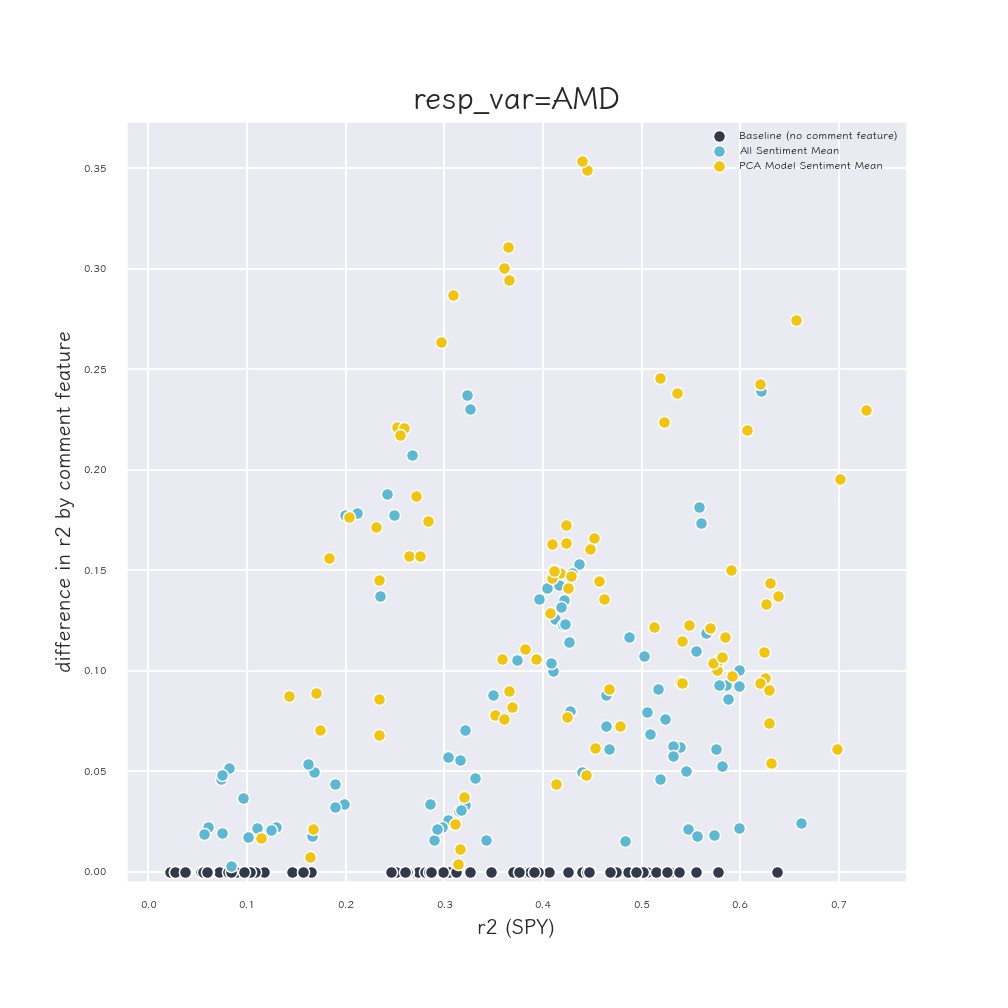 resp_var=AMD
Baseline (no comment feature)
All Sentiment Mean
PCA Model Sentiment Mean
0.35
0.30
0.25
0.20
0.15
0.10
0.05
0.00
difference in r2 by comment feature
0.0 0.1 0.2 0.3 0.4 0.5 0.6 0.7
r2 (SPY)